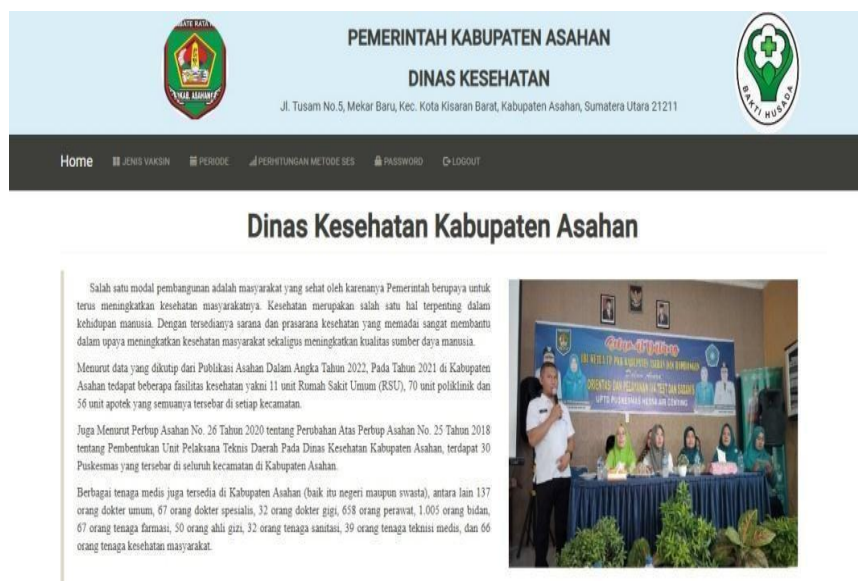 PEMERINTAH KABUPATEN ASAHAN
DINAS KESEHATAN
Jl. Tusam No.5, Mekar Baru, Kec. Kota Kisaran Barat, Kabupaten Asahan, Sumatera Utara 21211
KAB. ASAHAN
BAKTI HUSADA
Home JENIS VAKSIN PERIODE PERHITUNGAN METODE SES PASSWORD LOGOUT
Dinas Kesehatan Kabupaten Asahan
Salah satu modal pembangunan adalah masyarakat yang sehat oleh karenanya Pemerintah berupaya untuk
terus meningkatkan kesehatan masyarakatnya. Kesehatan merupakan salah satu hal terpenting dalam
kehidupan manusia. Dengan tersedianya sarana dan prasarana kesehatan yang memadai sangat membantu
dalam upaya meningkatkan kesehatan masyarakat sekaligus meningkatkan kualitas sumber daya manusia.
Menurut data yang dikutip dari Publikasi Asahan Dalam Angka Tahun 2022, Pada Tahun 2021 di Kabupaten
Asahan tedapat beberapa fasilitas kesehatan yakni 11 unit Rumah Sakit Umum (RSU), 70 unit poliklinik dan
56 unit apotek yang semuanya tersebar di setiap kecamatan.
Juga Menurut Perbup Asahan No. 26 Tahun 2020 tentang Perubahan Atas Perbup Asahan No. 25 Tahun 2018
tentang Pembentukan Unit Pelaksana Teknis Daerah Pada Dinas Kesehatan Kabupaten Asahan, terdapat 30
Puskesmas yang tersebar di seluruh kecamatan di Kabupaten Asahan.
Berbagai tenaga medis juga tersedia di Kabupaten Asahan (baik itu negeri maupun swasta), antara lain 137
orang dokter umum, 67 orang dokter spesialis, 32 orang dokter gigi, 658 orang perawat, 1.005 orang bidan,
67 orang tenaga farmasi, 50 orang ahli gizi, 32 orang tenaga sanitasi, 39 orang tenaga teknisi medis, dan 66
orang tenaga kesehatan masyarakat.
ORIENTASI DAN PELAYANAN IVA TEST DAN SADANIS
UPTD PUSKESMAS